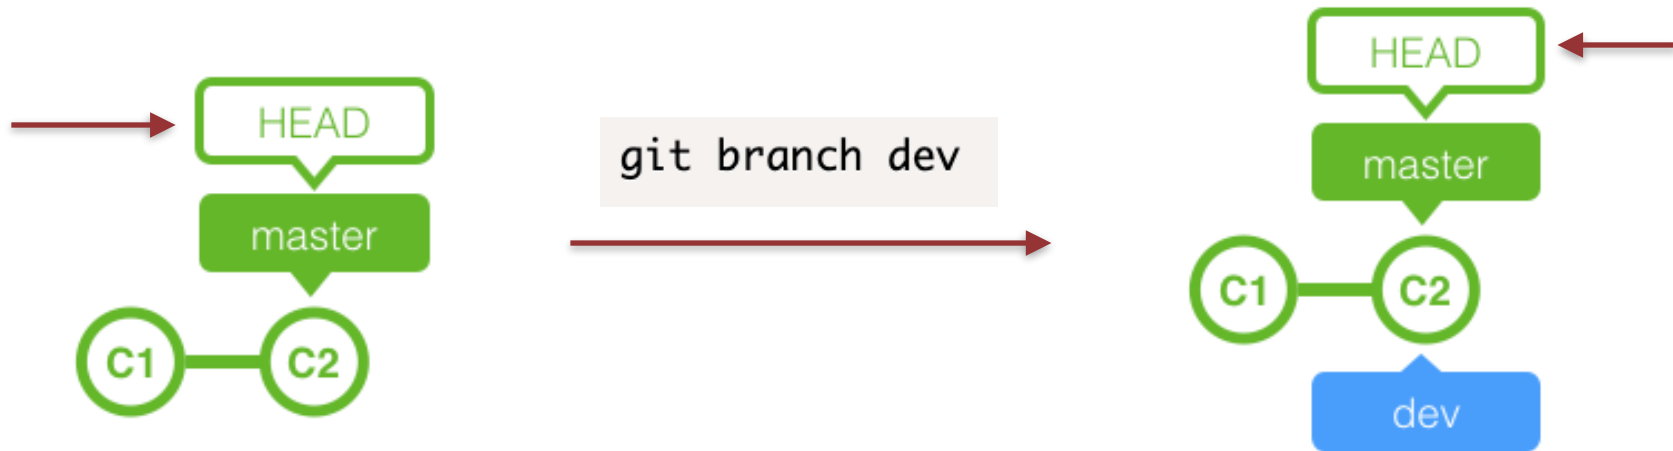 HEAD
master
C1
C2
git branch dev
HEAD
master
C1
C2
dev